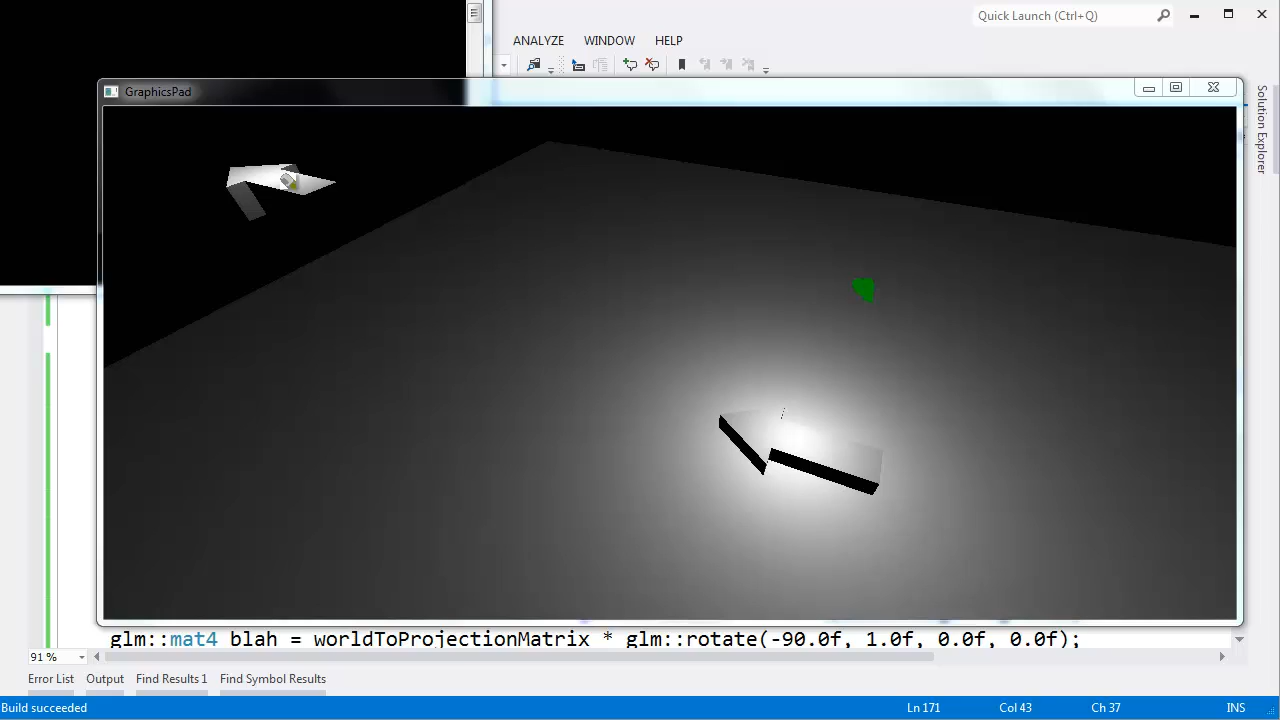 Quick Launch (Ctrl+Q)
ANALYZE WINDOW HELP
GraphicsPad
Solution Explorer
glm::mat4 blah = worldToProjectionMatrix * glm::rotate(-90.0f, 1.0f, 0.0f, 0.0f);
91 %
Error List Output Find Results 1 Find Symbol Results
Build succeeded Ln 171 Col 43 Ch 37 INS